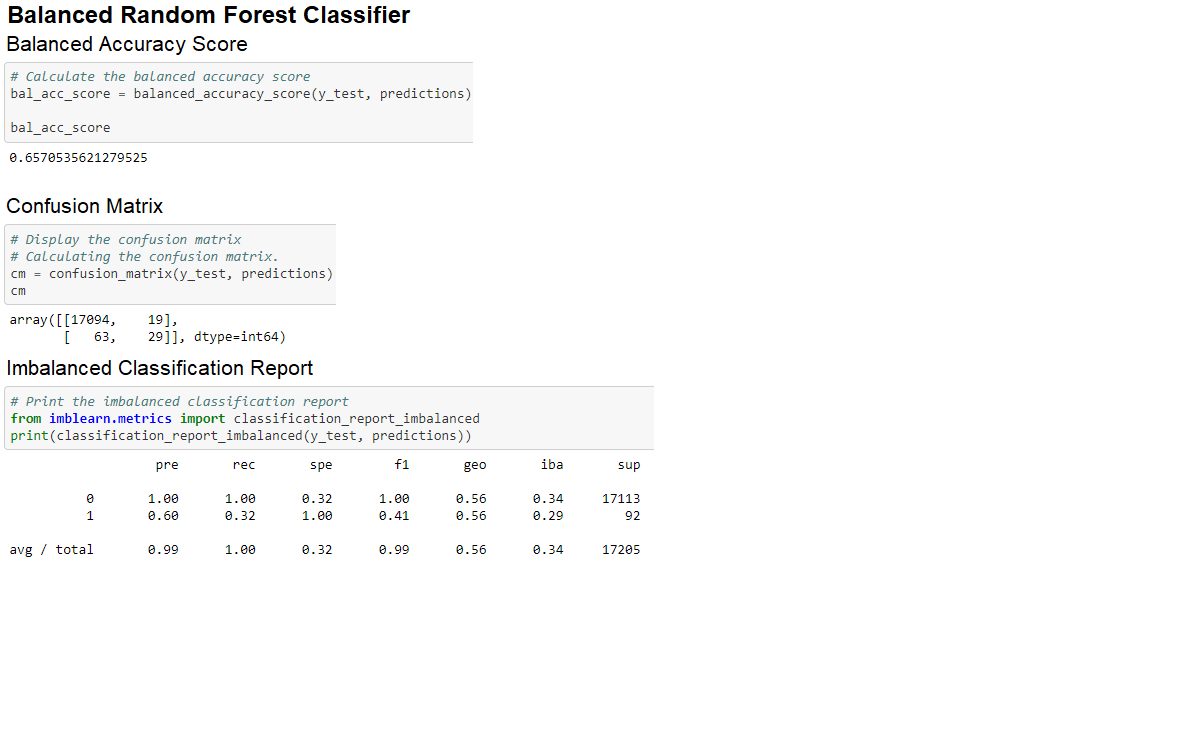 Balanced Random Forest Classifier
Balanced Accuracy Score
# Calculate the balanced accuracy score
bal_acc_score = balanced_accuracy_score(y_test, predictions)
bal_acc_score
0.6570535621279525
Confusion Matrix
# Display the confusion matrix
# Calculating the confusion matrix.
cm = confusion_matrix(y_test, predictions)
cm
array([[17094,    19],
       [   63,    29]], dtype=int64)
Imbalanced Classification Report
# Print the imbalanced classification report
from imblearn.metrics import classification_report_imbalanced
print(classification_report_imbalanced(y_test, predictions))
                   pre       rec       spe        f1       geo       iba       sup
          0       1.00      1.00      0.32      1.00      0.56      0.34     17113
          1       0.60      0.32      1.00      0.41      0.56      0.29        92
avg / total       0.99      1.00      0.32      0.99      0.56      0.34     17205